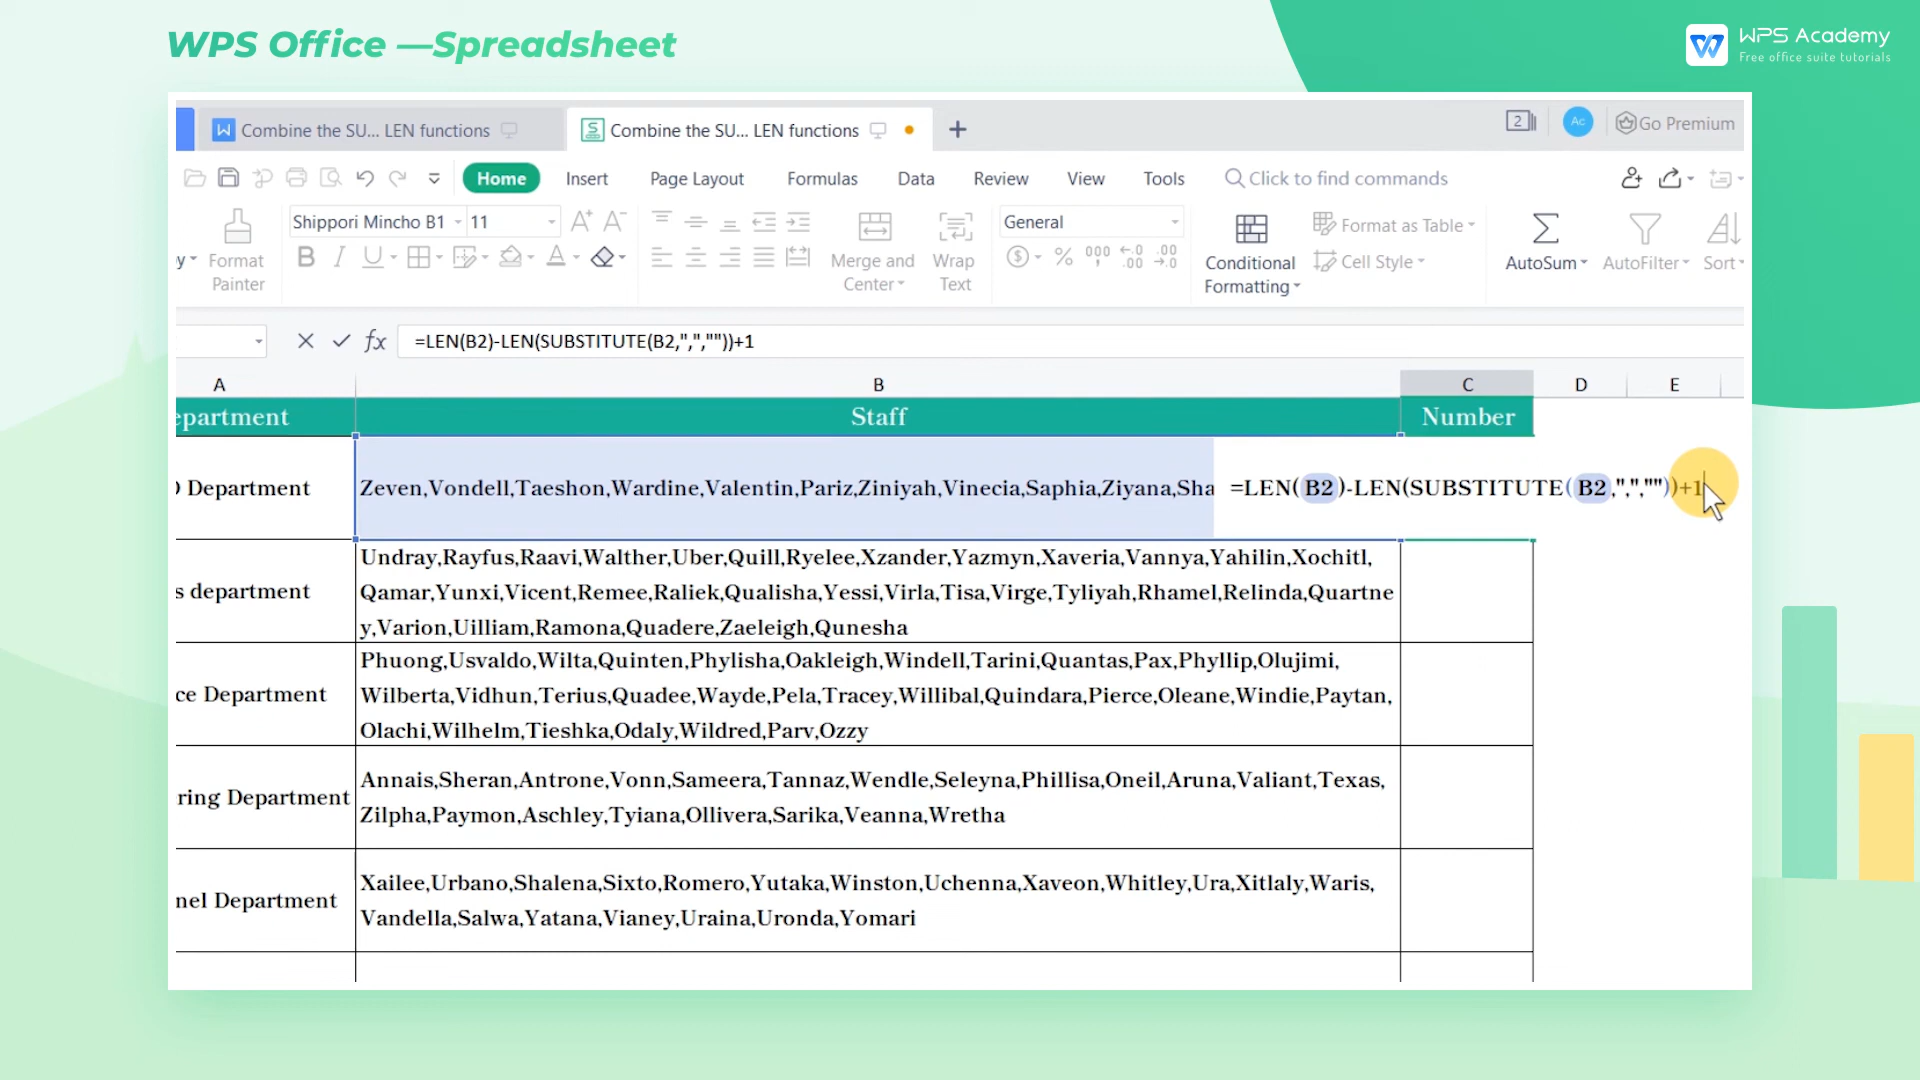 WPS Office —Spreadsheet
WPS Academy
Free office suite tutorials
Combine the SU... LEN functions
Combine the SU... LEN functions
2
Ac
Go Premium
Home
Insert
Page Layout
Formulas
Data
Review
View
Tools
Click to find commands
y
Format
Painter
Shippori Mincho B1
11
Merge and
Center
Wrap
Text
General
Conditional
Formatting
Format as Table
Cell Style
AutoSum
AutoFilter
Sort
=LEN(B2)-LEN(SUBSTITUTE(B2,",",""))+1
A
B
C
D
E
epartment
Staff
Number
Department
Zeven,Vondell,Taeshon,Wardine,Valentin,Pariz,Ziniyah,Vinecia,Saphia,Ziyana,Sha
=LEN(B2)-LEN(SUBSTITUTE(B2,",",""))+1
s department
Undray,Rayfus,Raavi,Walther,Uber,Quill,Ryelee,Xzander,Yazmyn,Xaveria,Vannya,Yahilin,Xochitl,
Qamar,Yunxi,Vicent,Remee,Raliek,Qualisha,Yessi,Virla,Tisa,Virge,Tyliyah,Rhamel,Relinda,Quartne
y,Varion,Uilliam,Ramona,Quadere,Zaeleigh,Qunesha
ce Department
Phuong,Usvaldo,Wilta,Quinten,Phylisha,Oakleigh,Windell,Tarini,Quantas,Pax,Phyllip,Olujimi,
Wilberta,Vidhun,Terius,Quadee,Wayde,Pela,Tracey,Willibal,Quindara,Pierce,Oleane,Windie,Paytan,
Olachi,Wilhelm,Tieshka,Odaly,Wildred,Parv,Ozzy
ring Department
Annais,Sheran,Antrone,Vonn,Sameera,Tannaz,Wendle,Seleyna,Phillisa,Oneil,Aruna,Valiant,Texas,
Zilpha,Paymon,Aschley,Tyiana,Ollivera,Sarika,Veanna,Wretha
nel Department
Xailee,Urbano,Shalena,Sixto,Romero,Yutaka,Winston,Uchenna,Xaveon,Whitley,Ura,Xitlaly,Waris,
Vandella,Salwa,Yatana,Vianey,Uraina,Uronda,Yomari